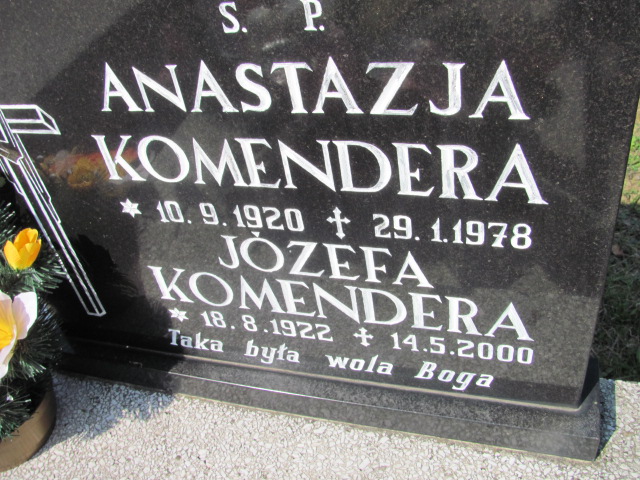 S. P.
ANASTAZJA
KOMENDERA
* 10.9.1920 ✝ 29.1.1978
JÓZEFA
KOMENDERA
* 18.8.1922 ✝ 14.5.2000
Taka była wola Boga